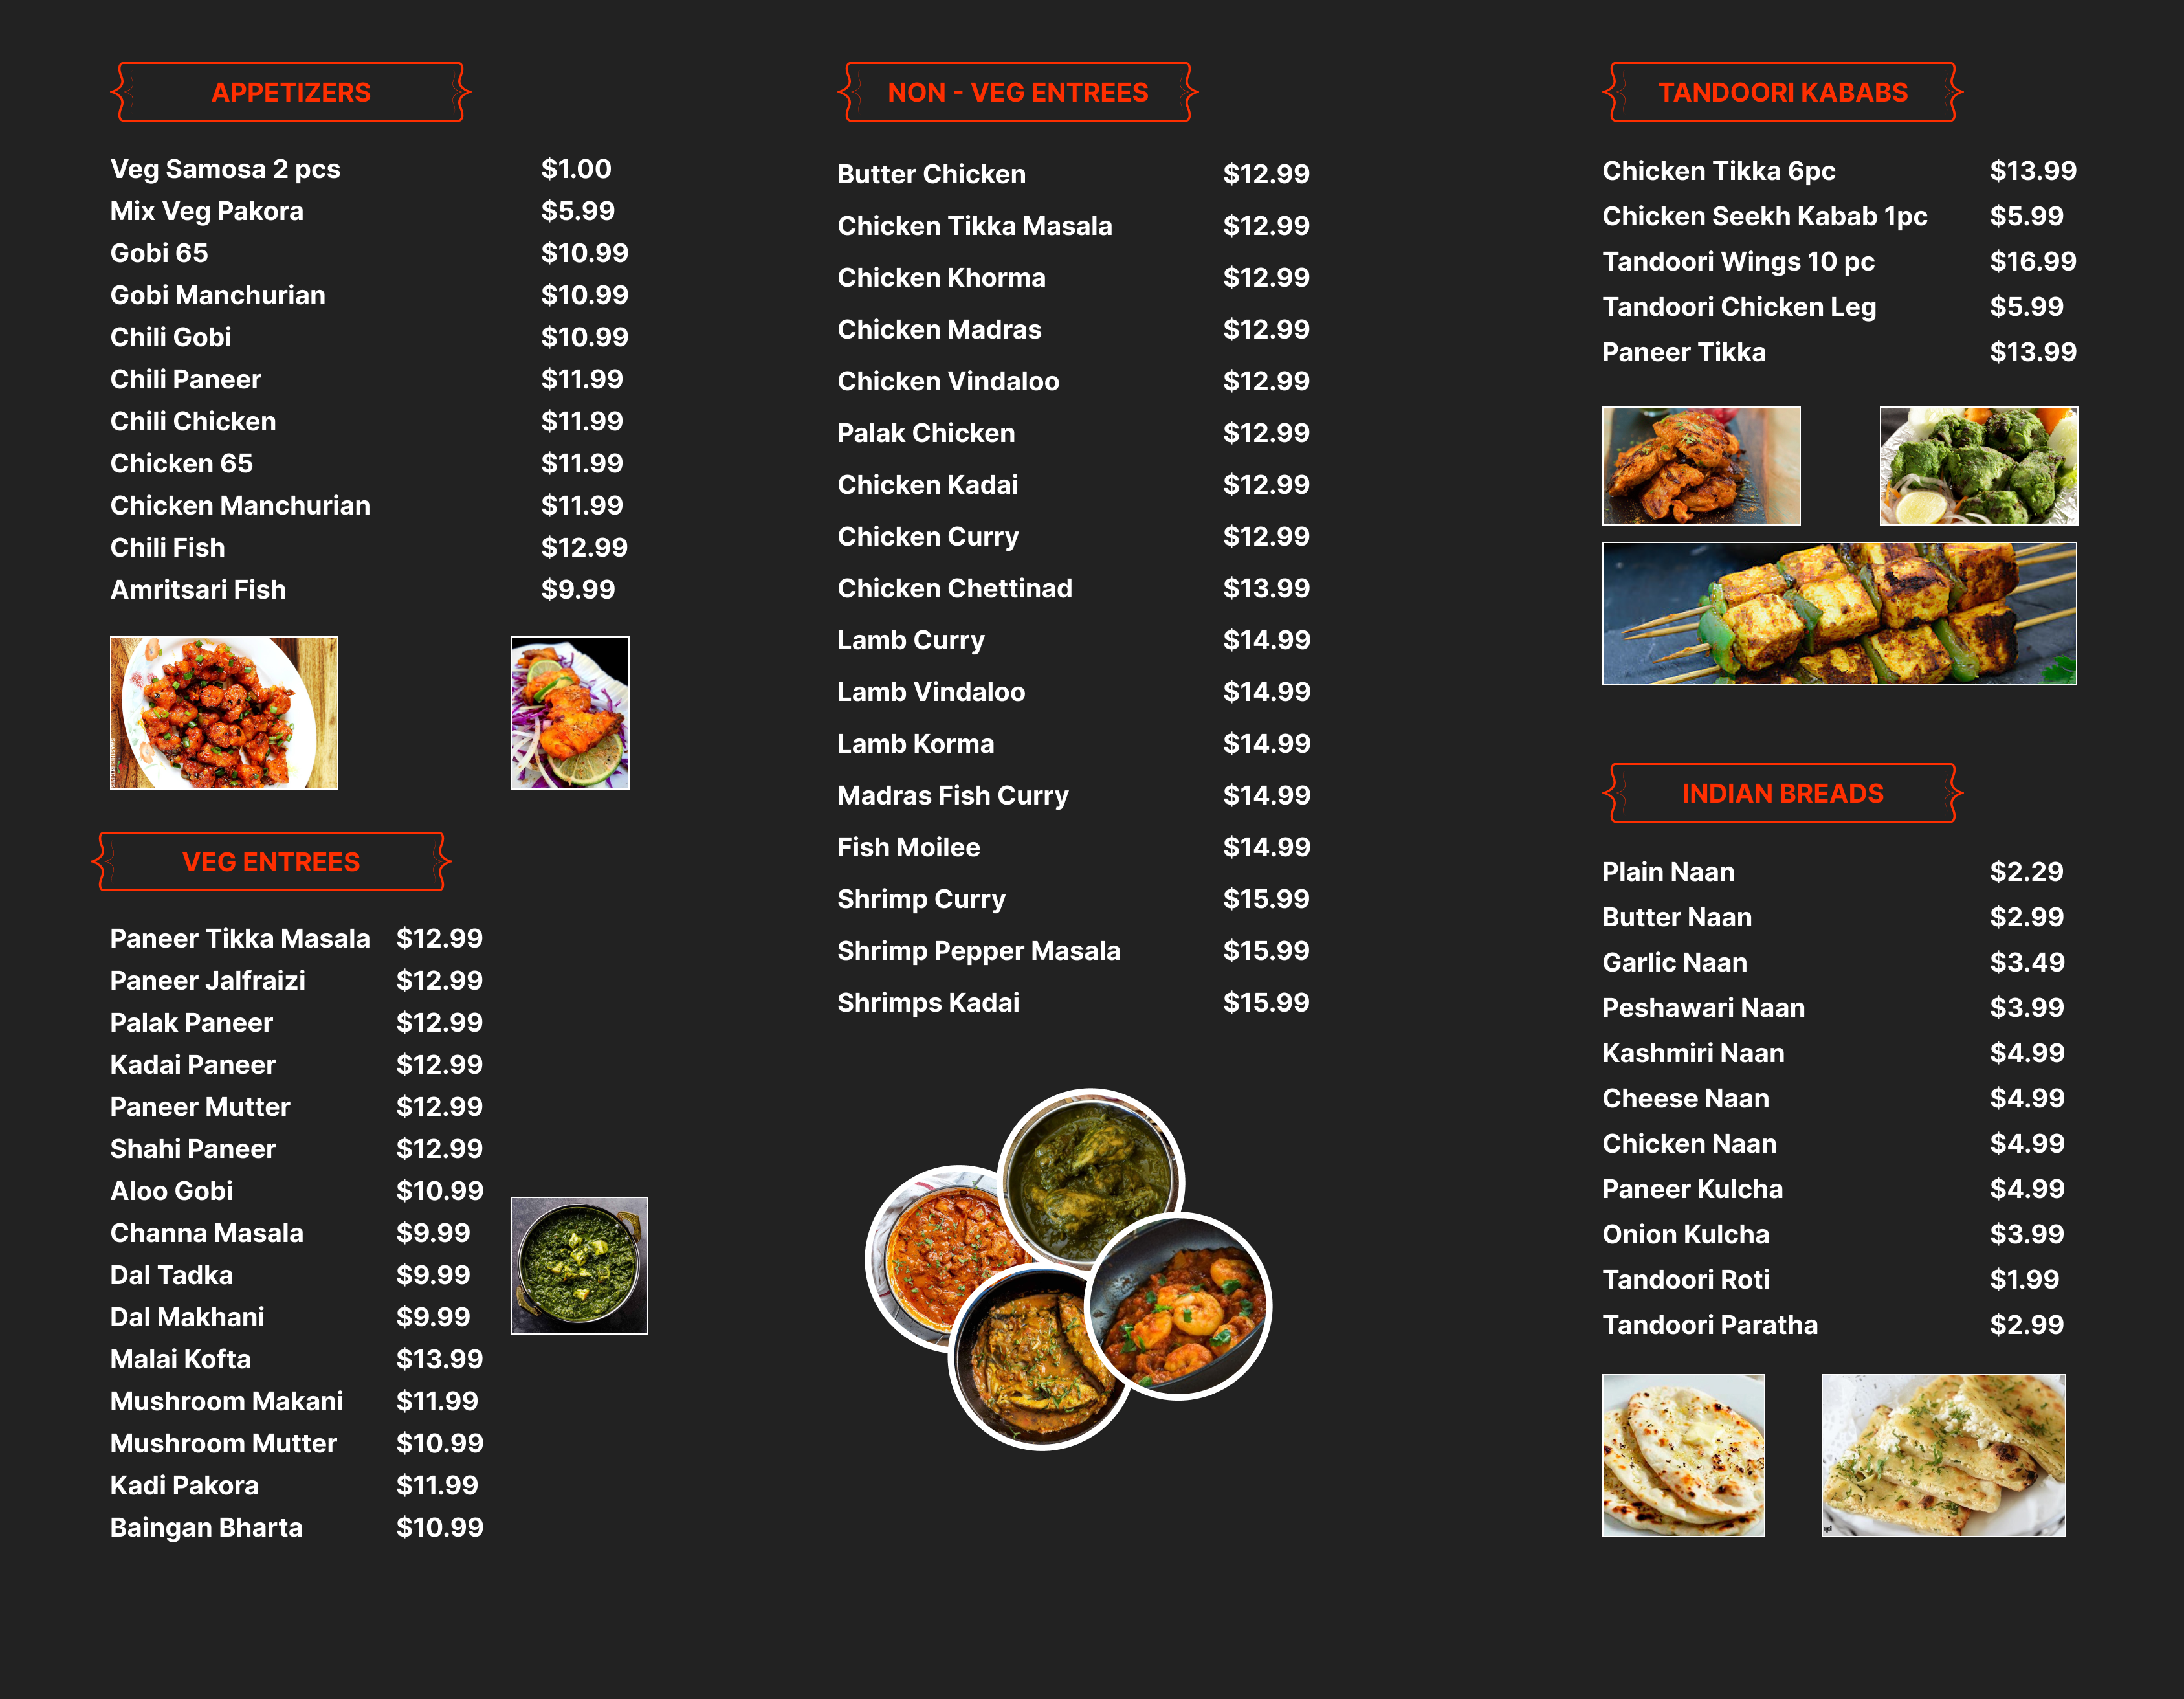 APPETIZERS
Veg Samosa 2 pcs $1.00
Mix Veg Pakora $5.99
Gobi 65 $10.99
Gobi Manchurian $10.99
Chili Gobi $10.99
Chili Paneer $11.99
Chili Chicken $11.99
Chicken 65 $11.99
Chicken Manchurian $11.99
Chili Fish $12.99
Amritsari Fish $9.99
VEG ENTREES
Paneer Tikka Masala $12.99
Paneer Jalfraizi $12.99
Palak Paneer $12.99
Kadai Paneer $12.99
Paneer Mutter $12.99
Shahi Paneer $12.99
Aloo Gobi $10.99
Channa Masala $9.99
Dal Tadka $9.99
Dal Makhani $9.99
Malai Kofta $13.99
Mushroom Makani $11.99
Mushroom Mutter $10.99
Kadi Pakora $11.99
Baingan Bharta $10.99
NON - VEG ENTREES
Butter Chicken $12.99
Chicken Tikka Masala $12.99
Chicken Khorma $12.99
Chicken Madras $12.99
Chicken Vindaloo $12.99
Palak Chicken $12.99
Chicken Kadai $12.99
Chicken Curry $12.99
Chicken Chettinad $13.99
Lamb Curry $14.99
Lamb Vindaloo $14.99
Lamb Korma $14.99
Madras Fish Curry $14.99
Fish Moilee $14.99
Shrimp Curry $15.99
Shrimp Pepper Masala $15.99
Shrimps Kadai $15.99
TANDOORI KABABS
Chicken Tikka 6pc $13.99
Chicken Seekh Kabab 1pc $5.99
Tandoori Wings 10 pc $16.99
Tandoori Chicken Leg $5.99
Paneer Tikka $13.99
INDIAN BREADS
Plain Naan $2.29
Butter Naan $2.99
Garlic Naan $3.49
Peshawari Naan $3.99
Kashmiri Naan $4.99
Cheese Naan $4.99
Chicken Naan $4.99
Paneer Kulcha $4.99
Onion Kulcha $3.99
Tandoori Roti $1.99
Tandoori Paratha $2.99